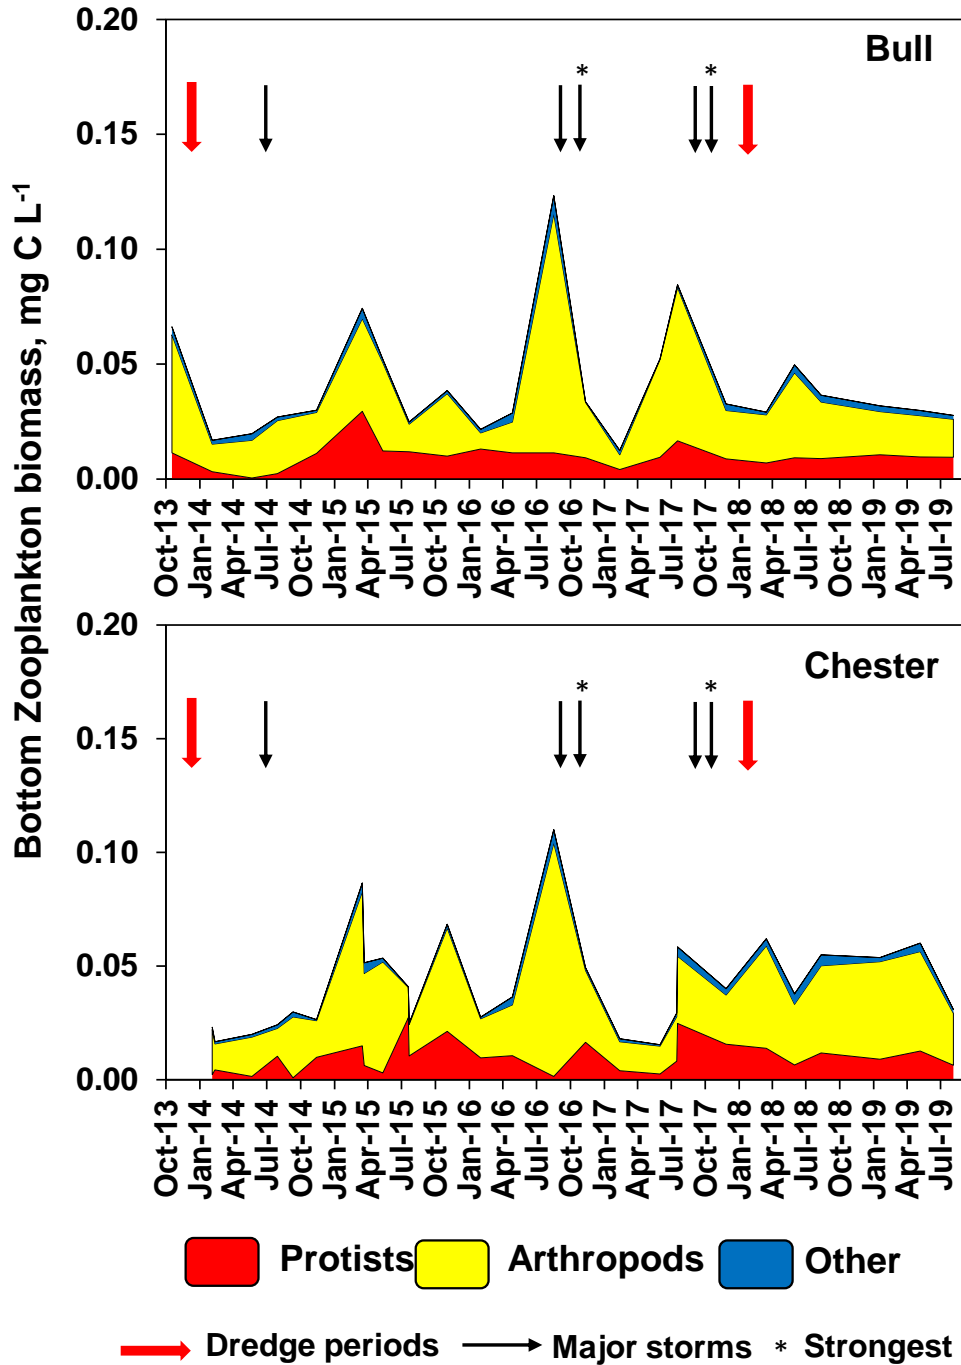 Bottom Zooplankton biomass, mg C L-1
0.20
0.15
0.10
0.05
0.00
Bull
*
*
Oct-13
Jan-14
Apr-14
Jul-14
Oct-14
Jan-15
Apr-15
Jul-15
Oct-15
Jan-16
Apr-16
Jul-16
Oct-16
Jan-17
Apr-17
Jul-17
Oct-17
Jan-18
Apr-18
Jul-18
Oct-18
Jan-19
Apr-19
Jul-19
0.20
0.15
0.10
0.05
0.00
Chester
*
*
Oct-13
Jan-14
Apr-14
Jul-14
Oct-14
Jan-15
Apr-15
Jul-15
Oct-15
Jan-16
Apr-16
Jul-16
Oct-16
Jan-17
Apr-17
Jul-17
Oct-17
Jan-18
Apr-18
Jul-18
Oct-18
Jan-19
Apr-19
Jul-19
Protists Arthropods Other
Dredge periods Major storms * Strongest